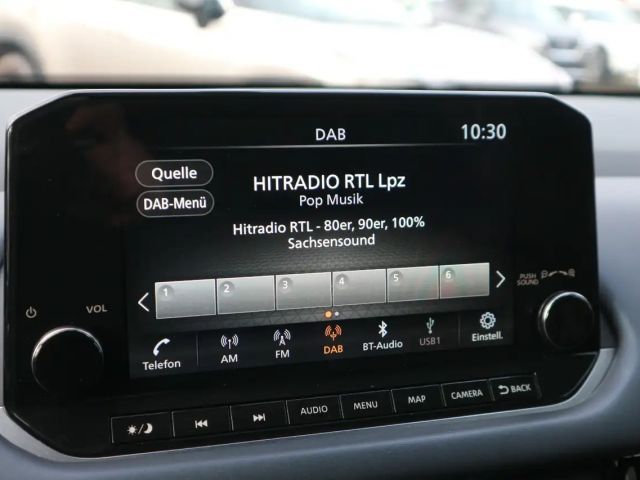 DAB
10:30
Quelle
DAB-Menü
HITRADIO RTL Lpz
Pop Musik
Hitradio RTL - 80er, 90er, 100%
Sachsensound
1 2 3 4 5 6
Telefon AM FM DAB BT-Audio USB1 Einstell.
VOL
PUSH
SOUND
AUDIO MENU MAP CAMERA BACK